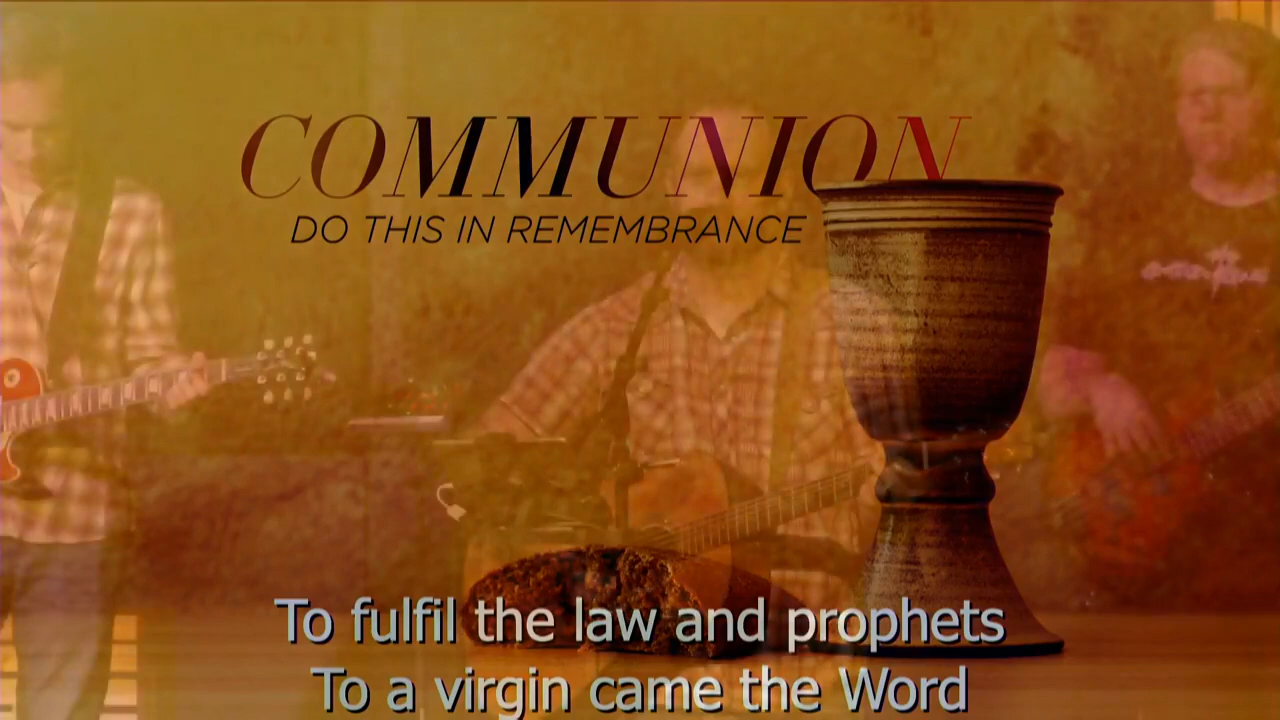 COMMUNION
DO THIS IN REMEMBRANCE
To fulfil the law and prophets
To a virgin came the Word